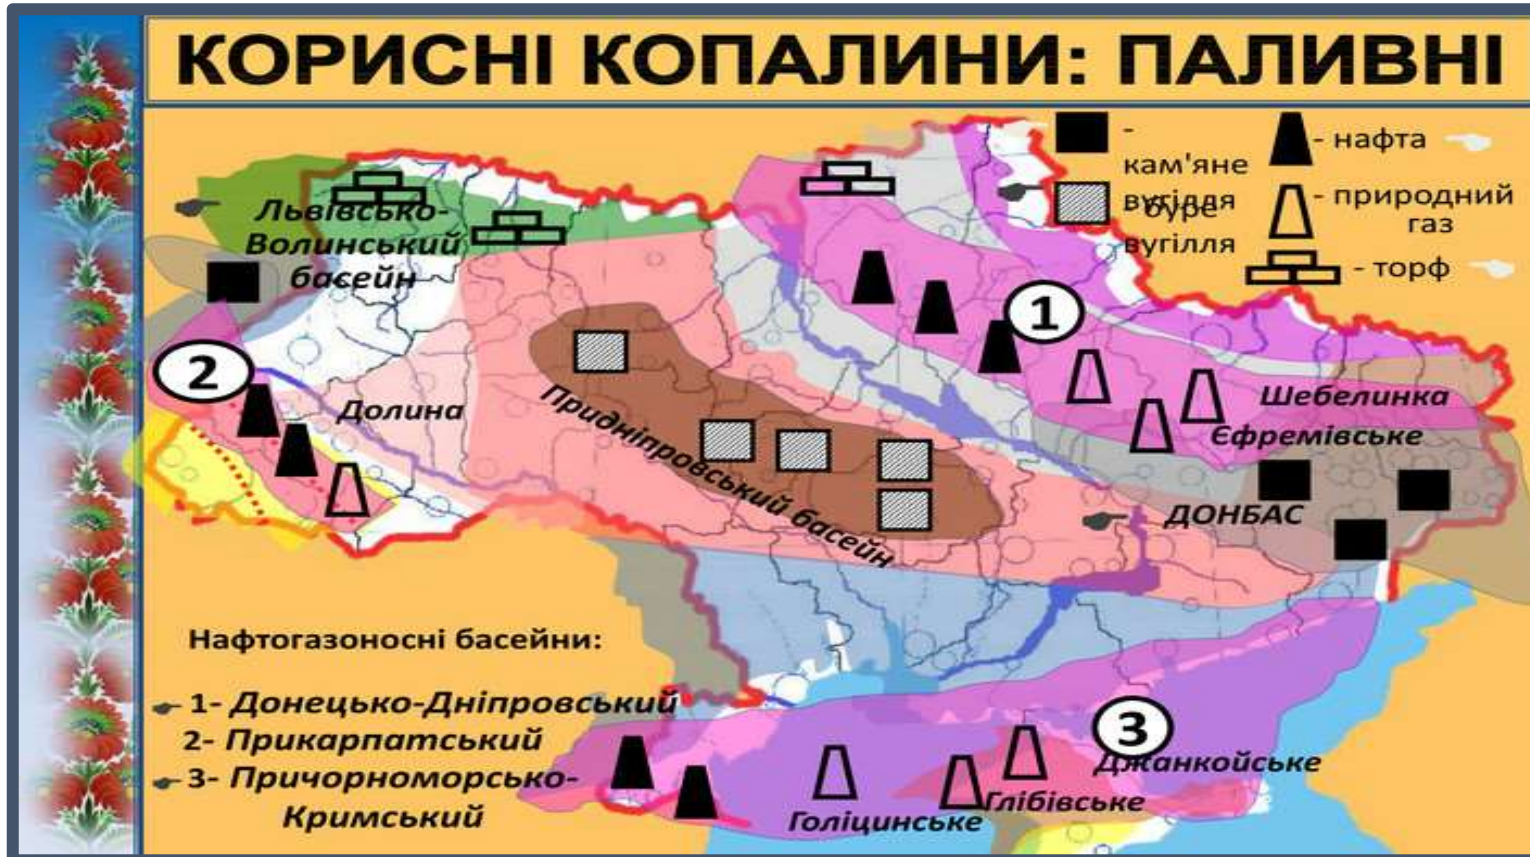 КОРИСНІ КОПАЛИНИ: ПАЛИВНІ
-
кам'яне
вугілля
- буре
вугілля
- нафта
- природний
газ
- торф
Львівсько-
Волинський
басейн
1
2
Долина
Придніпровський басейн
Шебелинка
Єфремівське
ДОНБАС
Нафтогазоносні басейни:
1- Донецько-Дніпровський
2- Прикарпатський
3- Причорноморсько-
Кримський
3
Джанкойське
Глібівське
Голіцинське